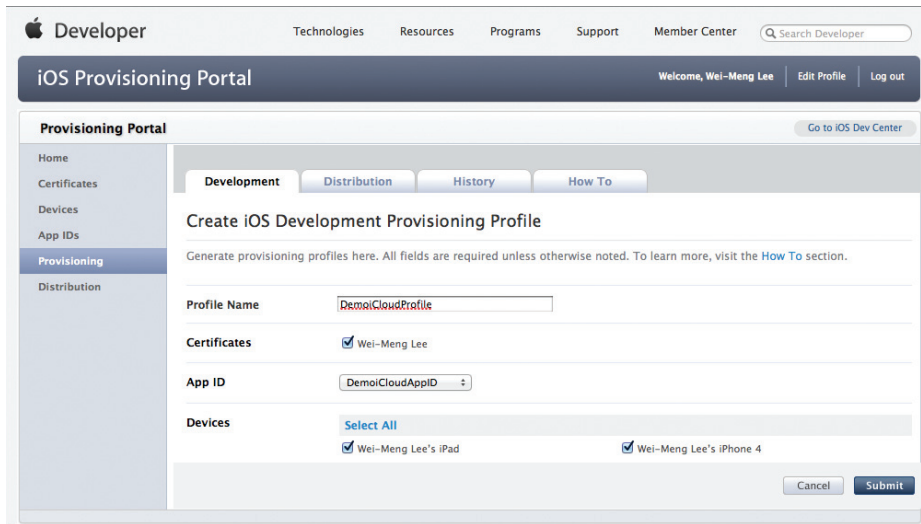 Developer Technologies Resources Programs Support Member Center Search Developer
iOS Provisioning Portal Welcome, Wei-Meng Lee Edit Profile Log out
Provisioning Portal Go to iOS Dev Center
Home
Certificates
Devices
App IDs
Provisioning
Distribution
Development Distribution History How To
Create iOS Development Provisioning Profile
Generate provisioning profiles here. All fields are required unless otherwise noted. To learn more, visit the How To section.
Profile Name DemoiCloudProfile
Certificates Wei-Meng Lee
App ID DemoiCloudAppID
Devices Select All
Wei-Meng Lee's iPad Wei-Meng Lee's iPhone 4
Cancel Submit